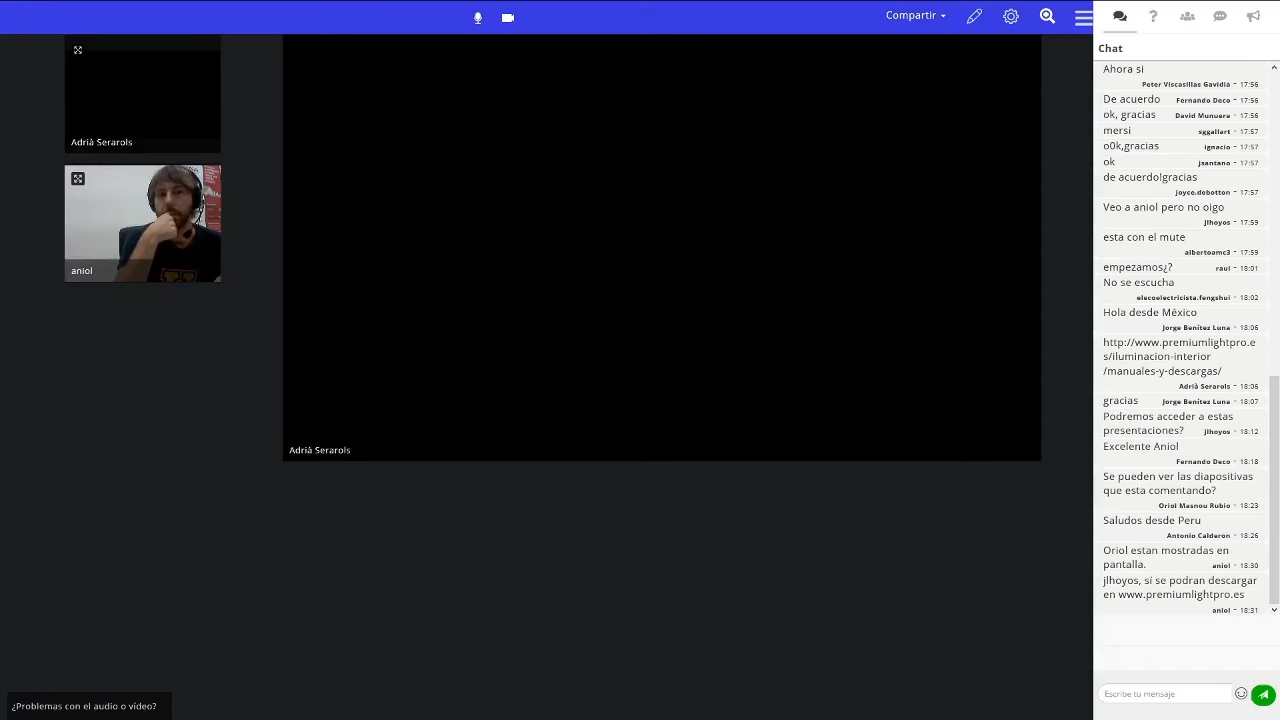 Compartir
Adrià Serarols
aniol
Adrià Serarols
¿Problemas con el audio o vídeo?
Chat
Ahora si
Peter Viscasillas Gavidia - 17:56
De acuerdo Fernando Deco - 17:56
ok, gracias David Munuera - 17:56
mersi sggallart - 17:57
o0k,gracias ignacio - 17:57
ok jsantano - 17:57
de acuerdo!gracias
joyce.debotton - 17:57
Veo a aniol pero no oigo
jlhoyos - 17:59
esta con el mute
albertoamc3 - 17:59
empezamos¿? raul - 18:01
No se escucha
elecoelectricista.fengshui - 18:02
Hola desde México
Jorge Benítez Luna - 18:06
http://www.premiumlightpro.e
s/iluminacion-interior
/manuales-y-descargas/
Adrià Serarols - 18:06
gracias Jorge Benítez Luna - 18:07
Podremos acceder a estas
presentaciones? jlhoyos - 18:12
Excelente Aniol
Fernando Deco - 18:18
Se pueden ver las diapositivas
que esta comentando?
Oriol Masnou Rubio - 18:23
Saludos desde Peru
Antonio Calderon - 18:26
Oriol estan mostradas en
pantalla. aniol - 18:30
jlhoyos, sí se podran descargar
en www.premiumlightpro.es
aniol - 18:31
Escribe tu mensaje